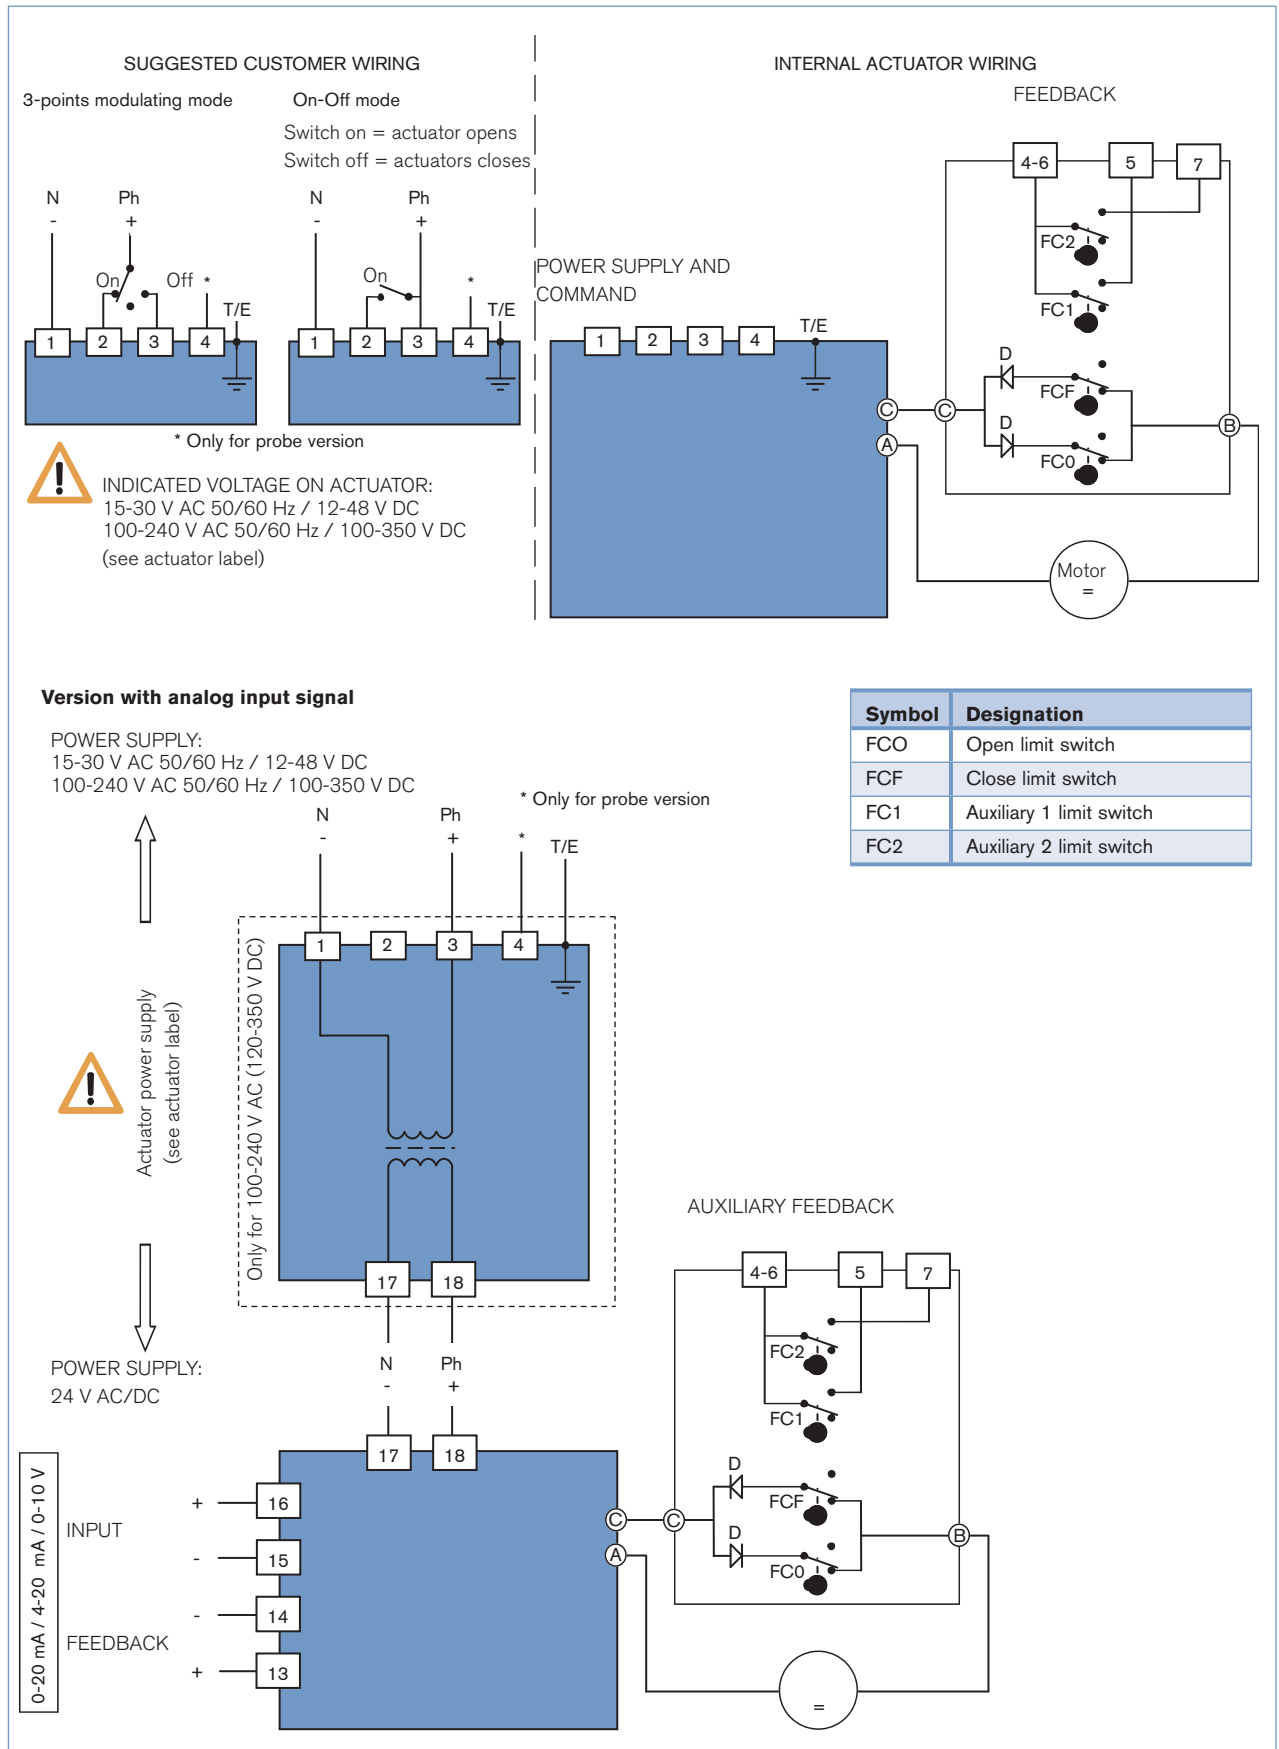 SUGGESTED CUSTOMER WIRING
3-points modulating mode
On-Off mode
Switch on = actuator opens
Switch off = actuators closes
N
Ph
N
Ph
-
+
-
+
On
Off
*
T/E
On
*
T/E
1
2
3
4
1
2
3
4
* Only for probe version
INDICATED VOLTAGE ON ACTUATOR:
15-30 V AC 50/60 Hz / 12-48 V DC
100-240 V AC 50/60 Hz / 100-350 V DC
(see actuator label)
INTERNAL ACTUATOR WIRING
FEEDBACK
4-6
5
7
FC2
FC1
POWER SUPPLY AND
COMMAND
1
2
3
4
T/E
D
FCF
C
C
D
FC0
B
A
Motor
=
Version with analog input signal
POWER SUPPLY:
15-30 V AC 50/60 Hz / 12-48 V DC
100-240 V AC 50/60 Hz / 100-350 V DC
Symbol Designation
FCO Open limit switch
FCF Close limit switch
FC1 Auxiliary 1 limit switch
FC2 Auxiliary 2 limit switch
* Only for probe version
N
Ph
-
+
*
T/E
1
2
3
4
Only for 100-240 V AC (120-350 V DC)
Actuator power supply
(see actuator label)
17
18
POWER SUPPLY:
24 V AC/DC
N
Ph
-
+
17
18
0-20 mA / 4-20 mA / 0-10 V
INPUT
+
16
-
15
FEEDBACK
-
14
+
13
AUXILIARY FEEDBACK
4-6
5
7
FC2
FC1
D
FCF
C
C
D
FC0
B
A
=